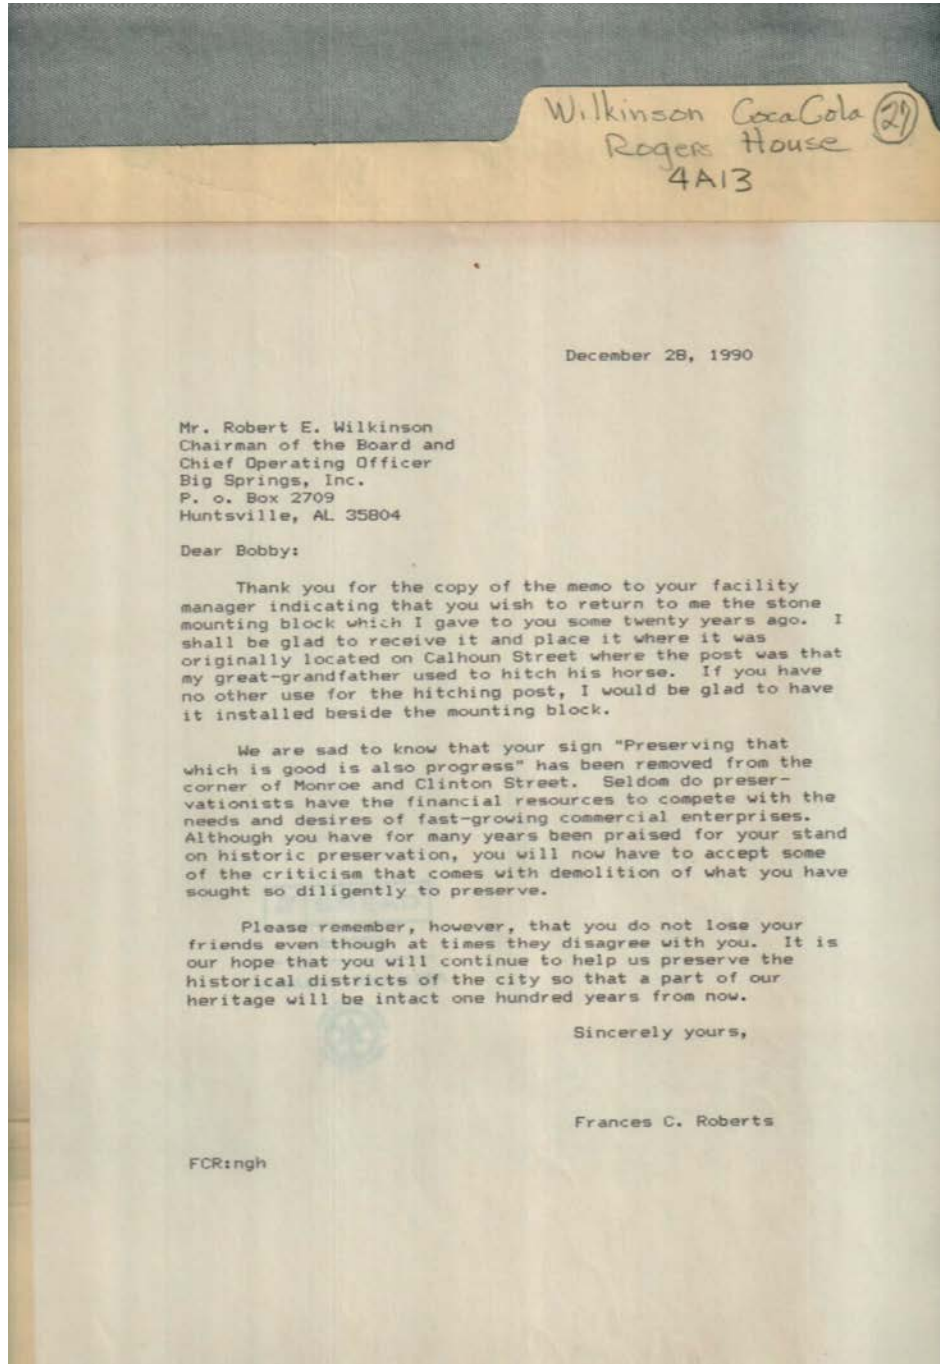 Wilkinson CocaCola 27
Rogers House
4A13
December 28, 1990
Mr. Robert E. Wilkinson
Chairman of the Board and
Chief Operating Officer
Big Springs, Inc.
P. o. Box 2709
Huntsville, AL 35804
Dear Bobby:
Thank you for the copy of the memo to your facility
manager indicating that you wish to return to me the stone
mounting block which I gave to you some twenty years ago. I
shall be glad to receive it and place it where it was
originally located on Calhoun Street where the post was that
my great-grandfather used to hitch his horse. If you have
no other use for the hitching post, I would be glad to have
it installed beside the mounting block.
We are sad to know that your sign "Preserving that
which is good is also progress" has been removed from the
corner of Monroe and Clinton Street. Seldom do preser-
vationists have the financial resources to compete with the
needs and desires of fast-growing commercial enterprises.
Although you have for many years been praised for your stand
on historic preservation, you will now have to accept some
of the criticism that comes with demolition of what you have
sought so diligently to preserve.
Please remember, however, that you do not lose your
friends even though at times they disagree with you. It is
our hope that you will continue to help us preserve the
historical districts of the city so that a part of our
heritage will be intact one hundred years from now.
Sincerely yours,
Frances C. Roberts
FCR:ngh